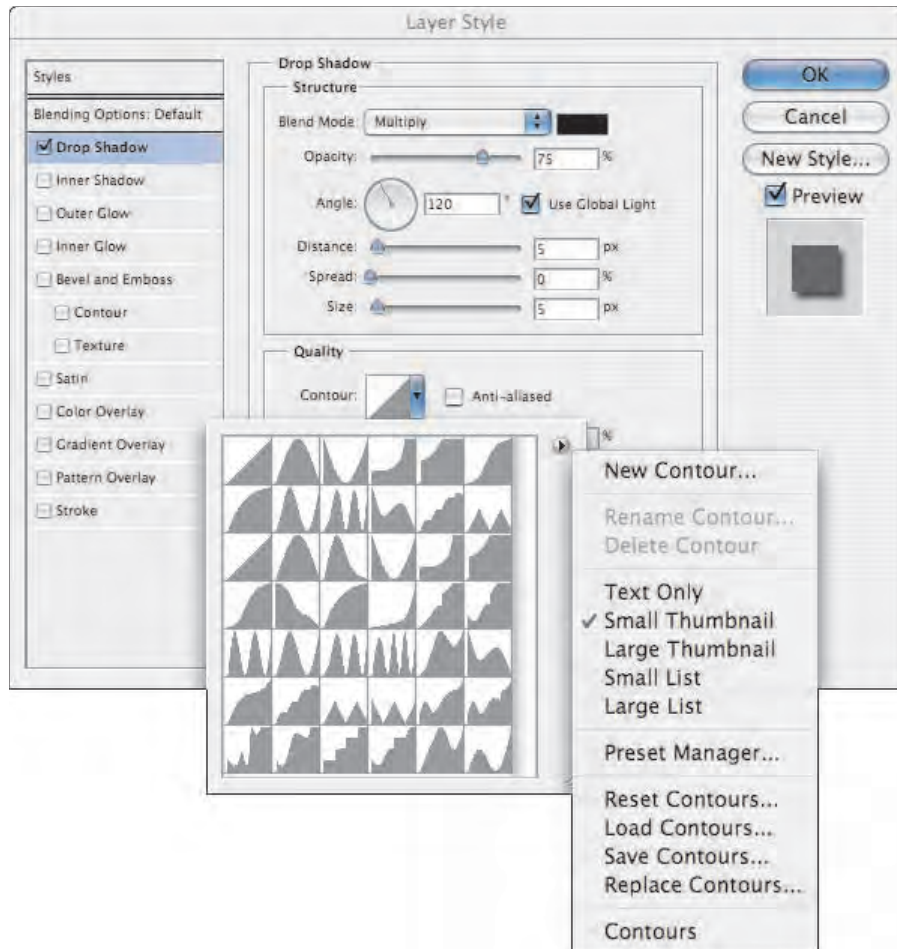 Layer Style
Styles
Blending Options: Default
Drop Shadow
Inner Shadow
Outer Glow
Inner Glow
Bevel and Emboss
Contour
Texture
Satin
Color Overlay
Gradient Overlay
Pattern Overlay
Stroke
Drop Shadow
Structure
Blend Mode: Multiply
Opacity: 75 %
Angle: 120 ° Use Global Light
Distance: 5 px
Spread: 0 %
Size: 5 px
Quality
Contour: Anti-aliased
%
OK
Cancel
New Style...
Preview
New Contour...
Rename Contour...
Delete Contour
Text Only
Small Thumbnail
Large Thumbnail
Small List
Large List
Preset Manager...
Reset Contours...
Load Contours...
Save Contours...
Replace Contours...
Contours